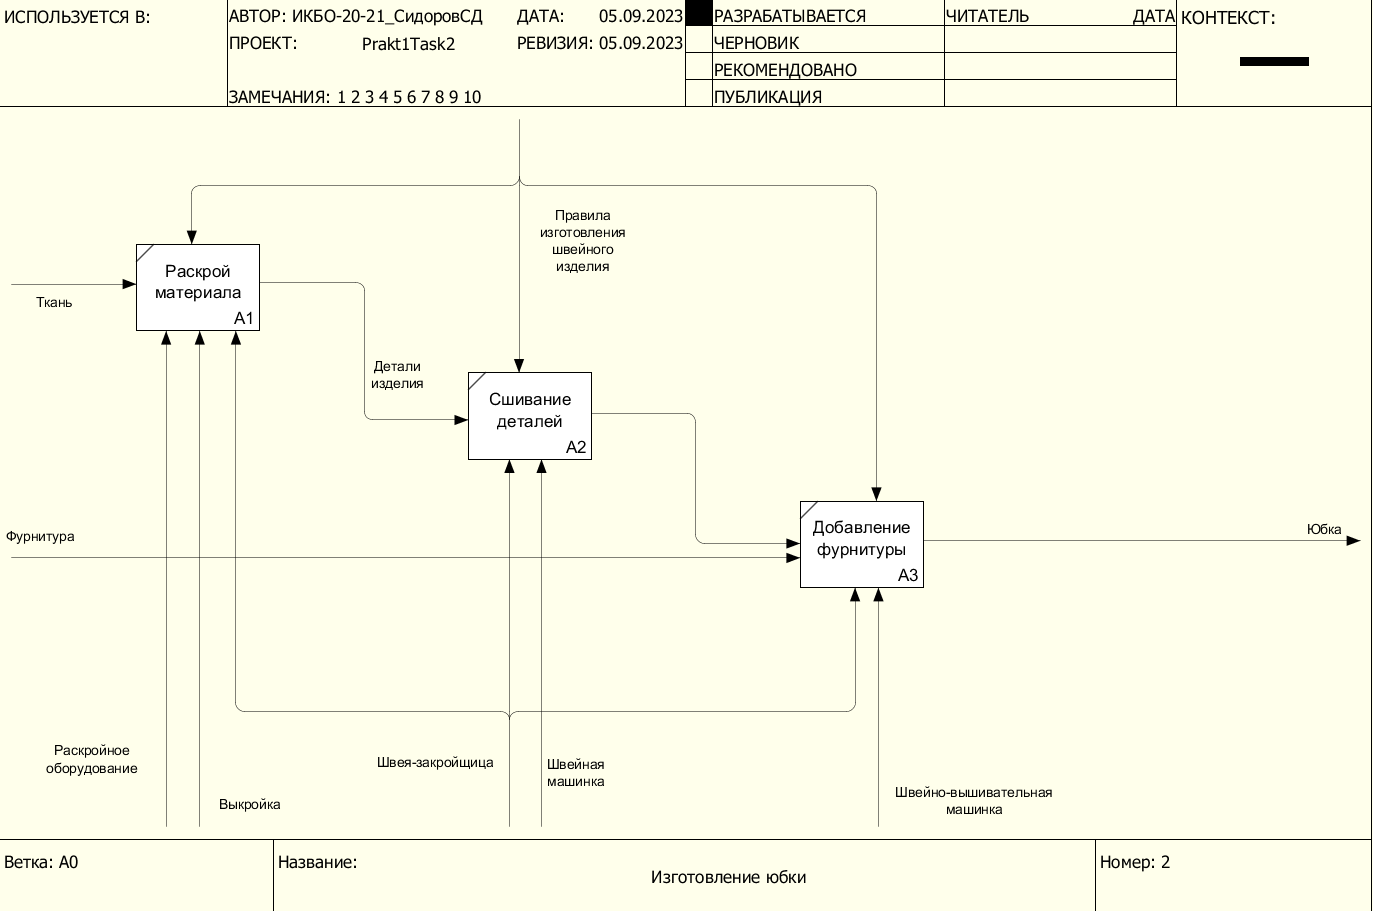 ИСПОЛЬЗУЕТСЯ В:
АВТОР: ИКБО-20-21_СидоровСД
ДАТА: 05.09.2023
РАЗРАБАТЫВАЕТСЯ
ЧИТАТЕЛЬ
ДАТА
КОНТЕКСТ:
ПРОЕКТ: Prakt1Task2
РЕВИЗИЯ: 05.09.2023
ЧЕРНОВИК
РЕКОМЕНДОВАНО
ЗАМЕЧАНИЯ: 1 2 3 4 5 6 7 8 9 10
ПУБЛИКАЦИЯ
Правила
изготовления
швейного
изделия
Раскрой
материала
A1
Ткань
Детали
изделия
Сшивание
деталей
A2
Фурнитура
Добавление
фурнитуры
A3
Юбка
Раскройное
оборудование
Выкройка
Швея-закройщица
Швейная
машинка
Швейно-вышивательная
машинка
Ветка: A0
Название:
Изготовление юбки
Номер: 2